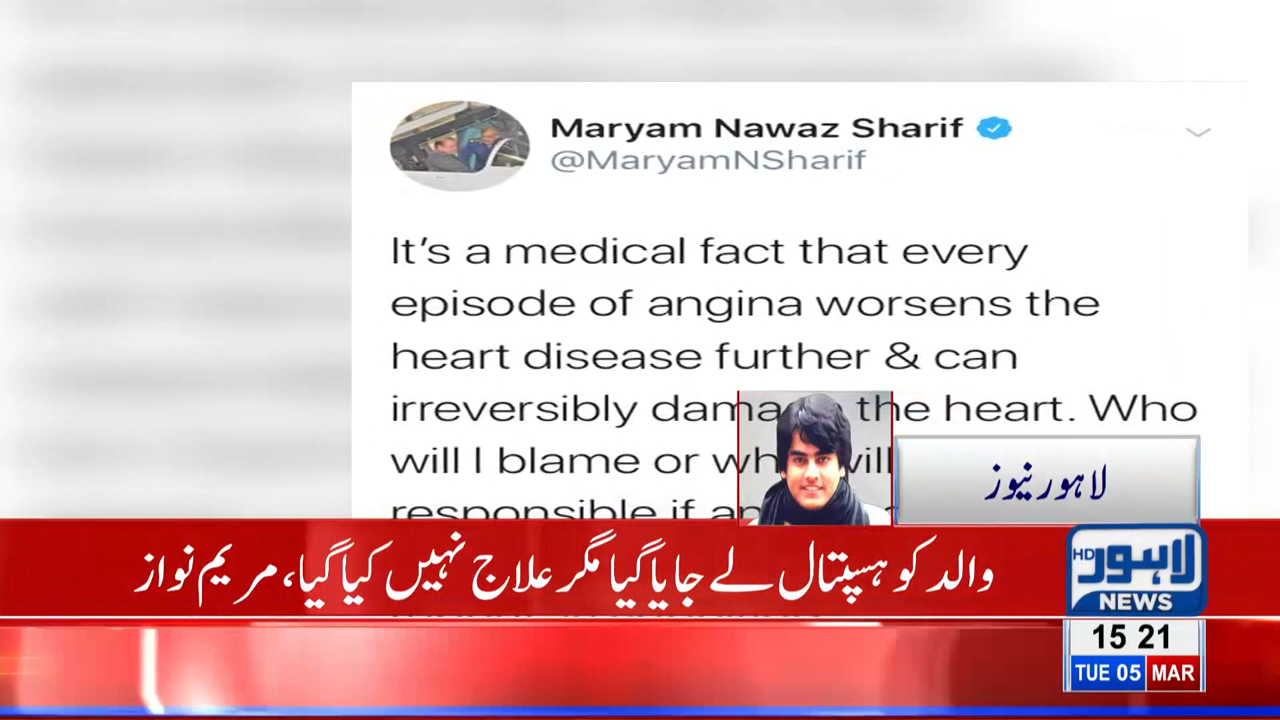 Maryam Nawaz Sharif
@MaryamNSharif
It's a medical fact that every
episode of angina worsens the
heart disease further & can
irreversibly the heart. Who
will I blame or will
responsible if
لاہور نیوز
والد کو ہسپتال لے جایا گیا مگر علاج نہیں کیا گیا، مریم نواز
HD لاہور
NEWS
15 21
TUE 05 MAR